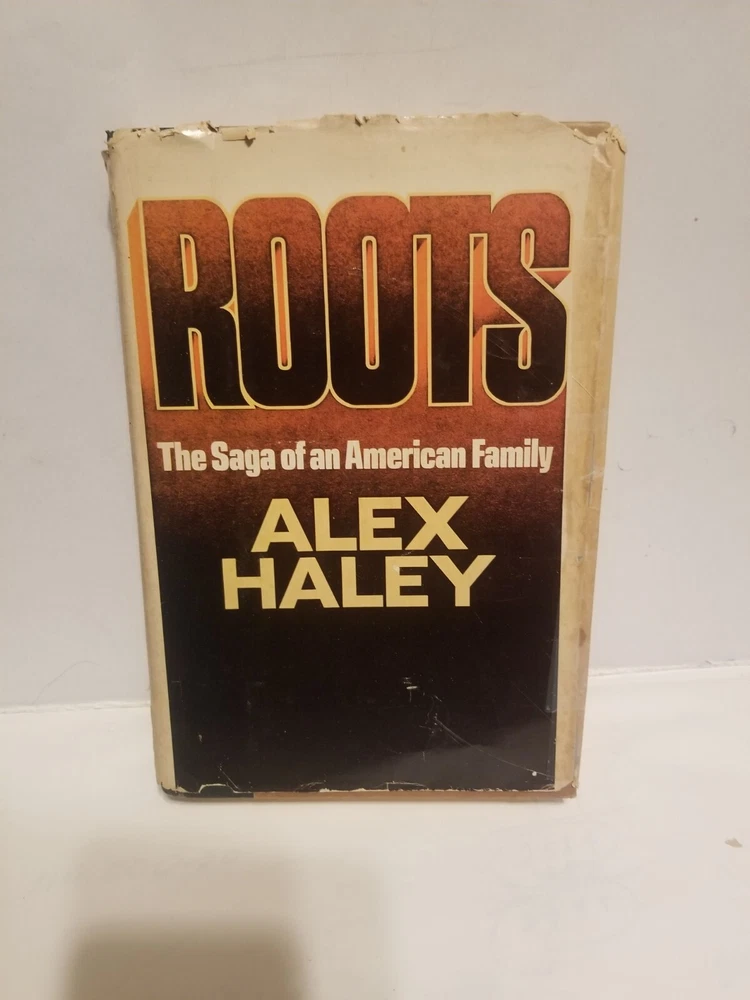 ROOTS
The Saga of an American Family
ALEX
HALEY